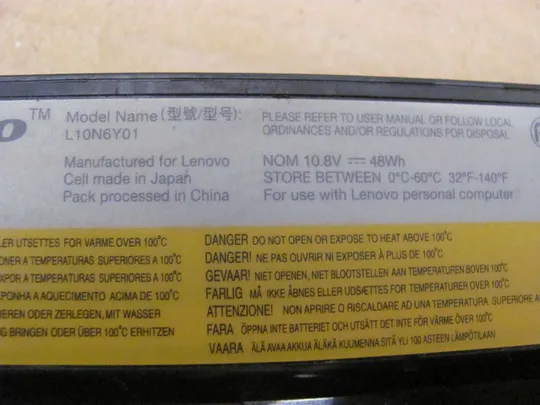 TM
Model Name(型號/型号):
L10N6Y01
PLEASE REFER TO USER MANUAL OR FOLLOW LOCAL
ORDINANCES AND/OR REGULATIONS FOR DISPOSAL
Manufactured for Lenovo
Cell made in Japan
Pack processed in China
NOM 10.8V ⎓ 48Wh
STORE BETWEEN 0°C-60°C 32°F-140°F
For use with Lenovo personal computer
UTSETTES FOR VARME OVER 100°C
A TEMPERATURAS SUPERIORES A 100°C
A TEMPERATURAS SUPERIORES A 100°C
A AQUECIMENTO ACIMA DE 100°C
ODER ZERLEGEN, MIT WASSER
BRINGEN ODER ÜBER 100°C ERHITZEN
DANGER DO NOT OPEN OR EXPOSE TO HEAT ABOVE 100°C
DANGER! NE PAS OUVRIR NI EXPOSER À PLUS DE 100°C
GEVAAR! NIET OPENEN, NIET BLOOTSTELLEN AAN TEMPERATUREN BOVEN 100°C
FARLIG MÅ IKKE ÅBNES ELLER UDSÆTTES FOR TEMPERATURER OVER 100°C
ATTENZIONE! NON APRIRE O RISCALDARE AD UNA TEMPERATURA SUPERIORE A
FARA ÖPPNA INTE BATTERIET OCH UTSÄTT DET INTE FÖR VÄRME ÖVER 100°C
VAARA ÄLÄ AVAA AKKUA ÄLÄKÄ KUUMENNA SITÄ YLI 100 ASTEEN LÄMPÖTILAAN